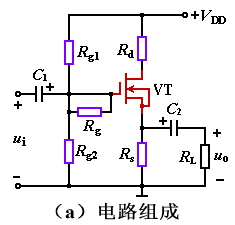 +V_DD
R_g1
R_d
C_1
+
VT
+
C_2
+
+
R_g
u_i
R_g2
R_s
R_L
u_o
−
−
（a）电路组成